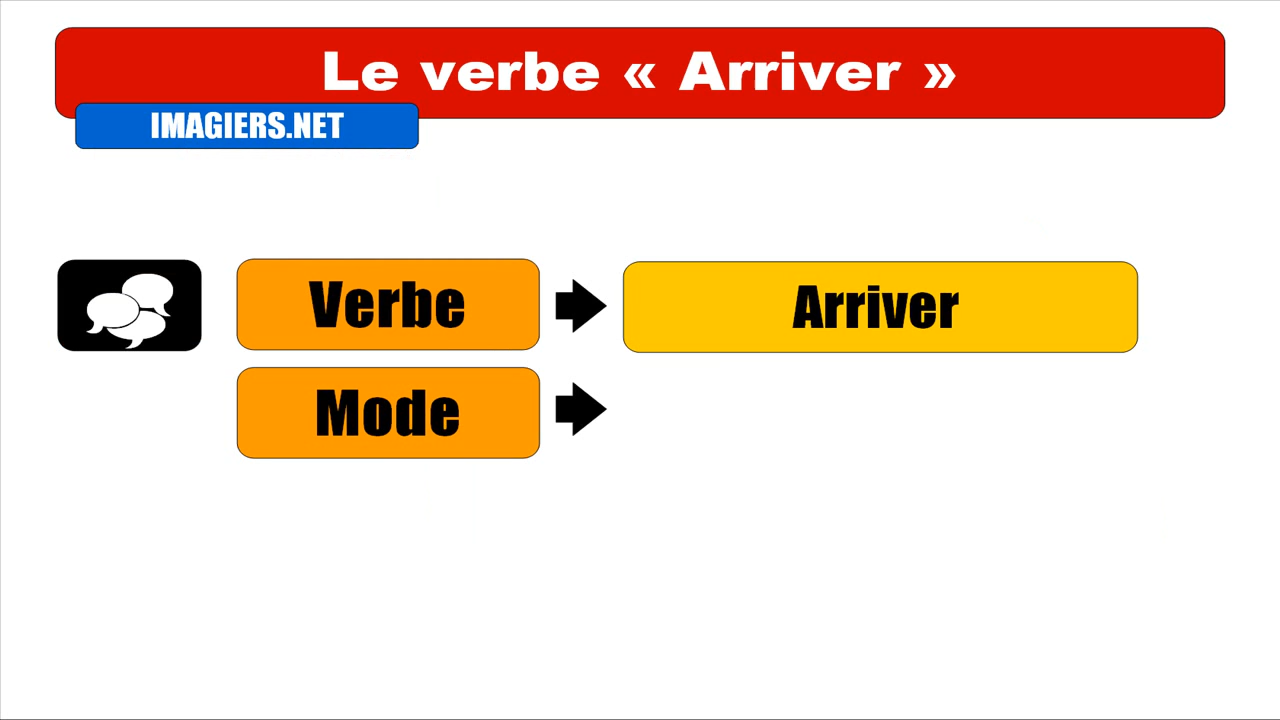 Le verbe « Arriver »
IMAGIERS.NET
Verbe
Arriver
Mode